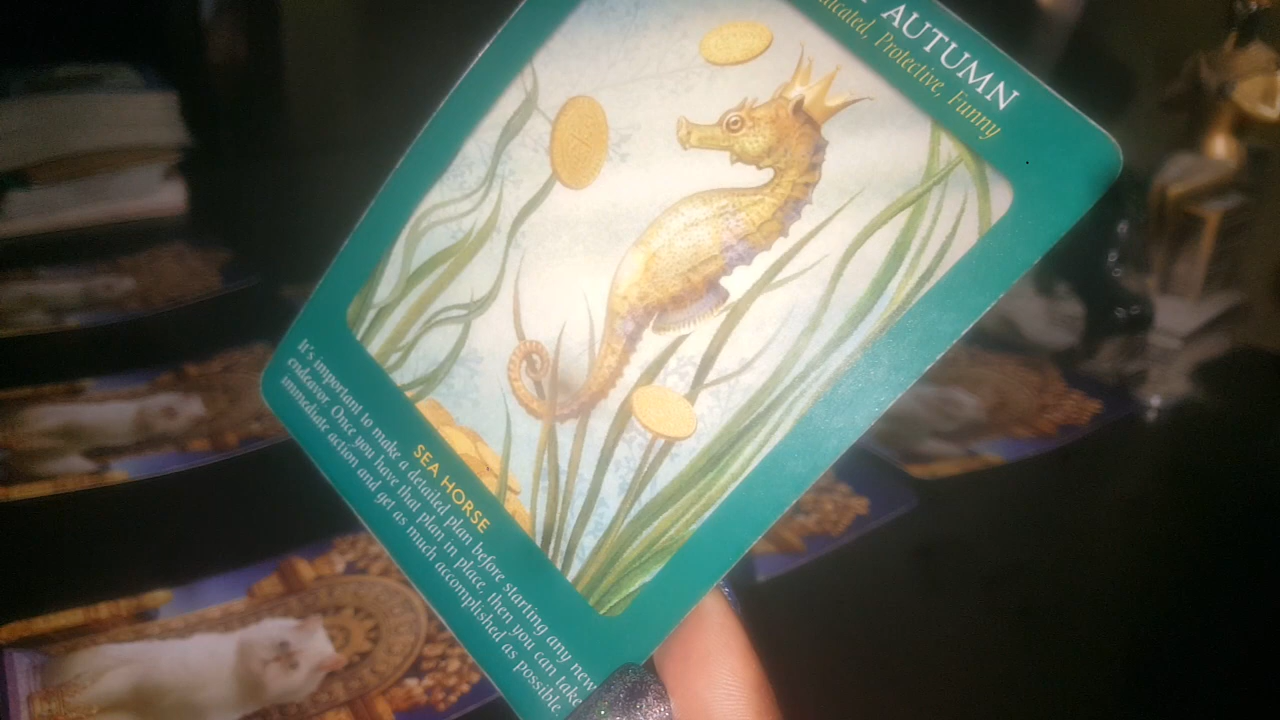 AUTUMN
Protective, Funny
SEA HORSE
It's important to make a detailed plan before starting any new
endeavor. Once you have that plan in place, then you can take
immediate action and get as much accomplished as possible.